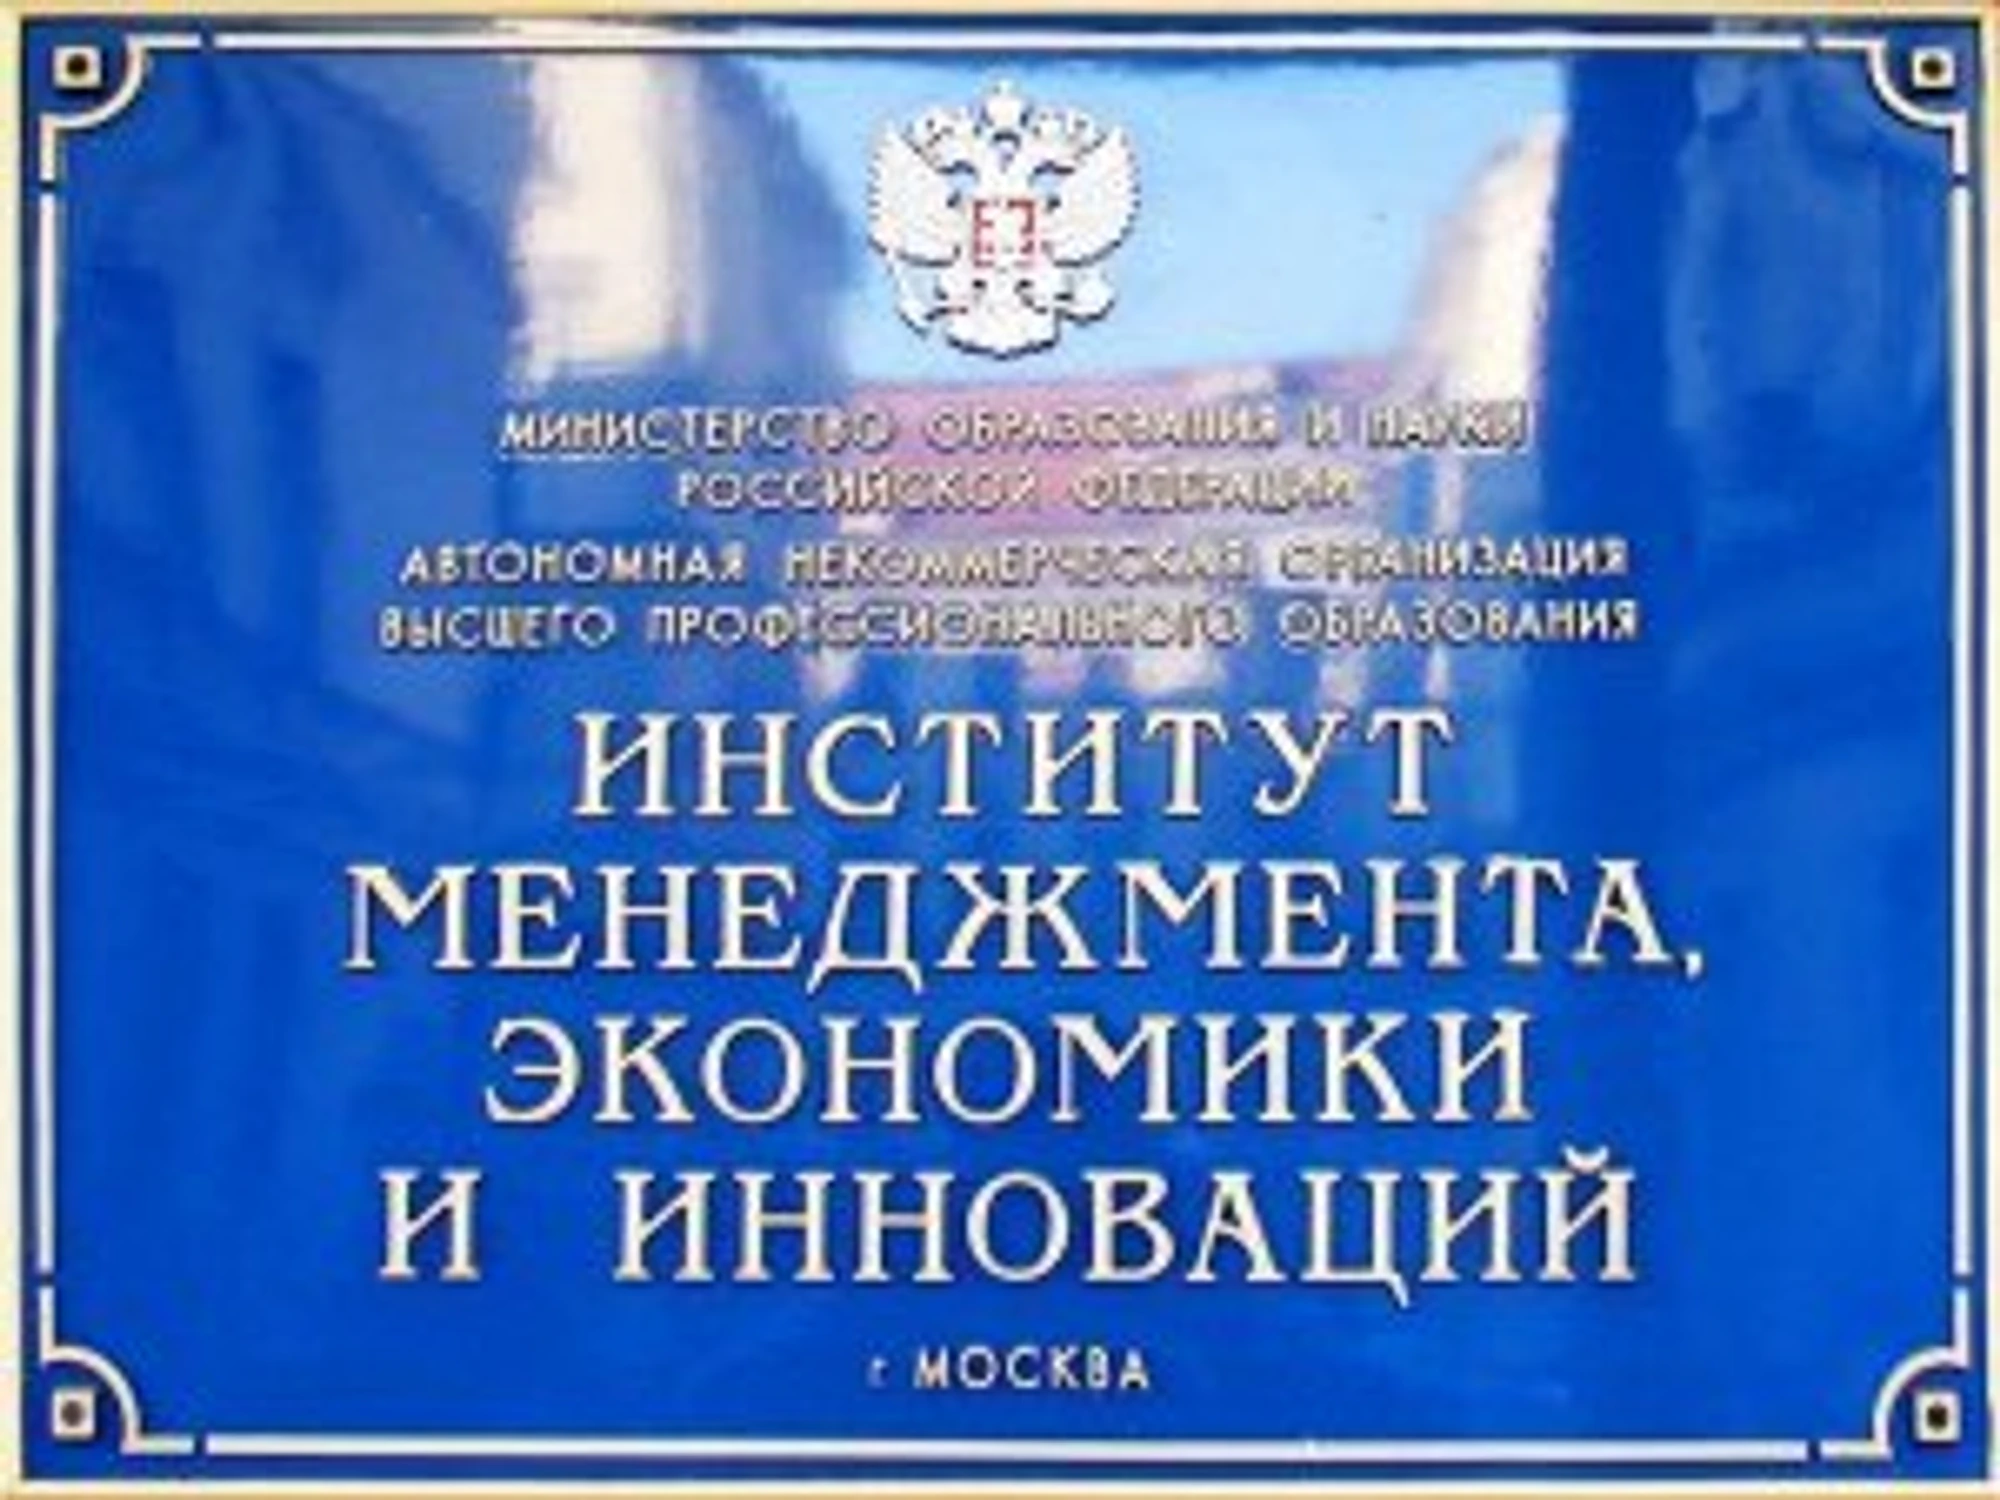 МИНИСТЕРСТВО ОБРАЗОВАНИЯ И НАУКИ
РОССИЙСКОЙ ФЕДЕРАЦИИ
АВТОНОМНАЯ НЕКОММЕРЧЕСКАЯ ОРГАНИЗАЦИЯ
ВЫСШЕГО ПРОФЕССИОНАЛЬНОГО ОБРАЗОВАНИЯ
ИНСТИТУТ
МЕНЕДЖМЕНТА,
ЭКОНОМИКИ
И ИННОВАЦИЙ
г МОСКВА